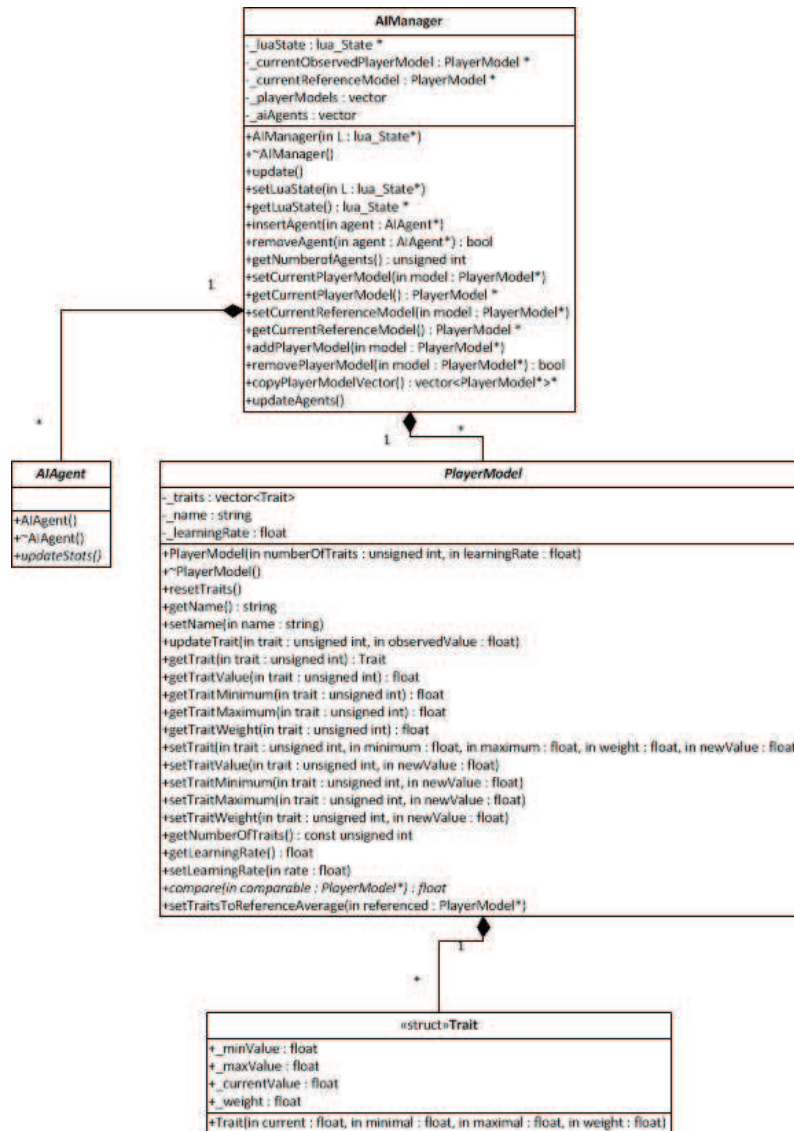 AIManager
-_luaState : lua_State *
-_currentObservedPlayerModel : PlayerModel *
-_currentReferenceModel : PlayerModel *
-_playerModels : vector
-_aiAgents : vector
+AIManager(in L : lua_State*)
+~AIManager()
+update()
+setLuaState(in L : lua_State*)
+getLuaState() : lua_State *
+insertAgent(in agent : AIAgent*)
+removeAgent(in agent : AIAgent*) : bool
+getNumberofAgents() : unsigned int
+setCurrentPlayerModel(in model : PlayerModel*)
+getCurrentPlayerModel() : PlayerModel *
+setCurrentReferenceModel(in model : PlayerModel*)
+getCurrentReferenceModel() : PlayerModel *
+addPlayerModel(in model : PlayerModel*)
+removePlayerModel(in model : PlayerModel*) : bool
+copyPlayerModelVector() : vector<PlayerModel*>*
+updateAgents()
1
*
1
*
AIAgent
+AIAgent()
+~AIAgent()
+updateStats()
PlayerModel
-_traits : vector<Trait>
-_name : string
-_learningRate : float
+PlayerModel(in numberOfTraits : unsigned int, in learningRate : float)
+~PlayerModel()
+resetTraits()
+getName() : string
+setName(in name : string)
+updateTrait(in trait : unsigned int, in observedValue : float)
+getTrait(in trait : unsigned int) : Trait
+getTraitValue(in trait : unsigned int) : float
+getTraitMinimum(in trait : unsigned int) : float
+getTraitMaximum(in trait : unsigned int) : float
+getTraitWeight(in trait : unsigned int) : float
+setTrait(in trait : unsigned int, in minimum : float, in maximum : float, in weight : float, in newValue : float
+setTraitValue(in trait : unsigned int, in newValue : float)
+setTraitMinimum(in trait : unsigned int, in newValue : float)
+setTraitMaximum(in trait : unsigned int, in newValue : float)
+setTraitWeight(in trait : unsigned int, in newValue : float)
+getNumberOfTraits() : const unsigned int
+getLearningRate() : float
+setLearningRate(in rate : float)
+compare(in comparable : PlayerModel*) : float
+setTraitsToReferenceAverage(in referenced : PlayerModel*)
1
*
«struct»Trait
+_minValue : float
+_maxValue : float
+_currentValue : float
+_weight : float
+Trait(in current : float, in minimal : float, in maximal : float, in weight : float)